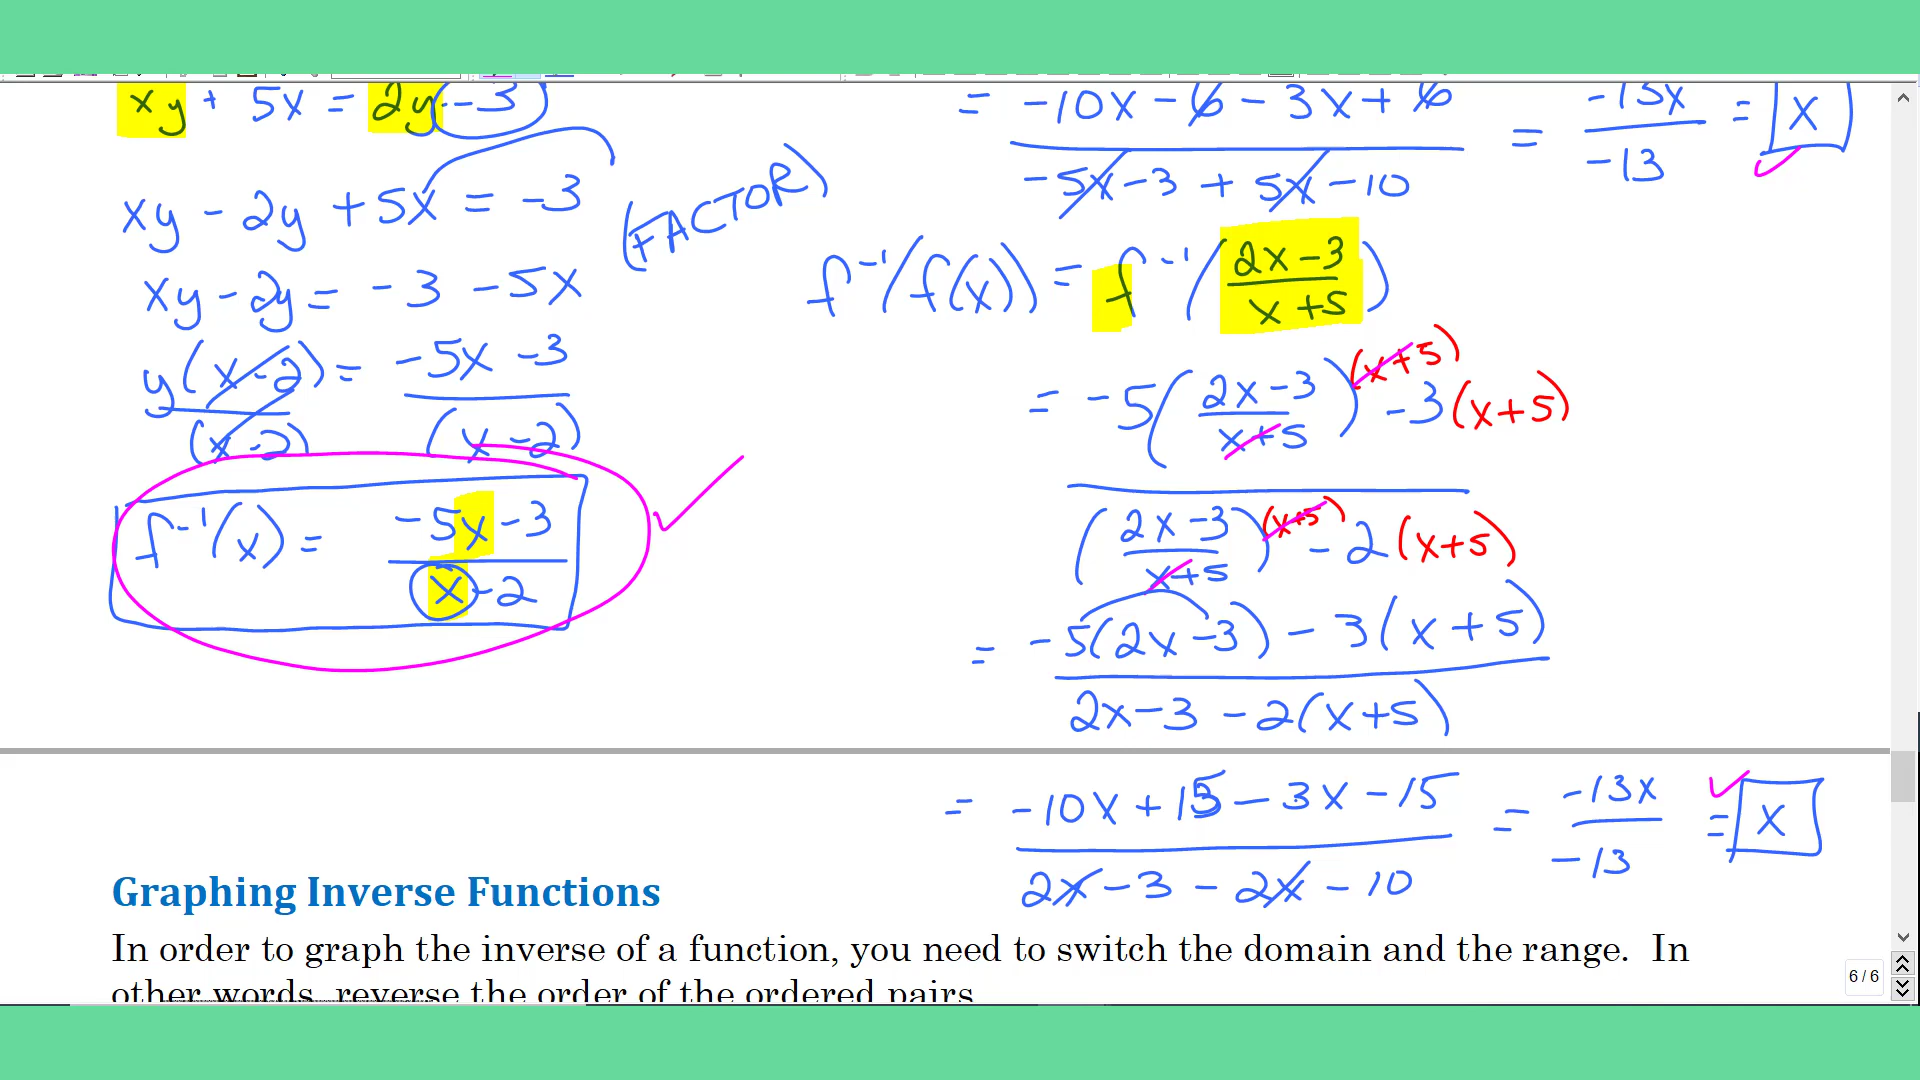 xy + 5x = 2y - 3
xy - 2y + 5x = -3
(FACTOR)
xy - 2y = -3 - 5x
y(x-2) = -5x - 3
(x-2) (x-2)
f⁻¹(x) = -5x - 3
x - 2
= -10x - 6 - 3x + 6 = -13x = x
-5x - 3 + 5x - 10 -13
f⁻¹(f(x)) = f⁻¹(2x-3
x+5)
= -5(2x-3)(x+5) - 3(x+5)
x+5
(2x-3)(x+5) - 2(x+5)
x+5
= -5(2x-3) - 3(x+5)
2x-3 - 2(x+5)
= -10x + 15 - 3x - 15 = -13x = x
2x - 3 - 2x - 10 -13
Graphing Inverse Functions
In order to graph the inverse of a function, you need to switch the domain and the range. In
other words, reverse the order of the ordered pairs
6 / 6